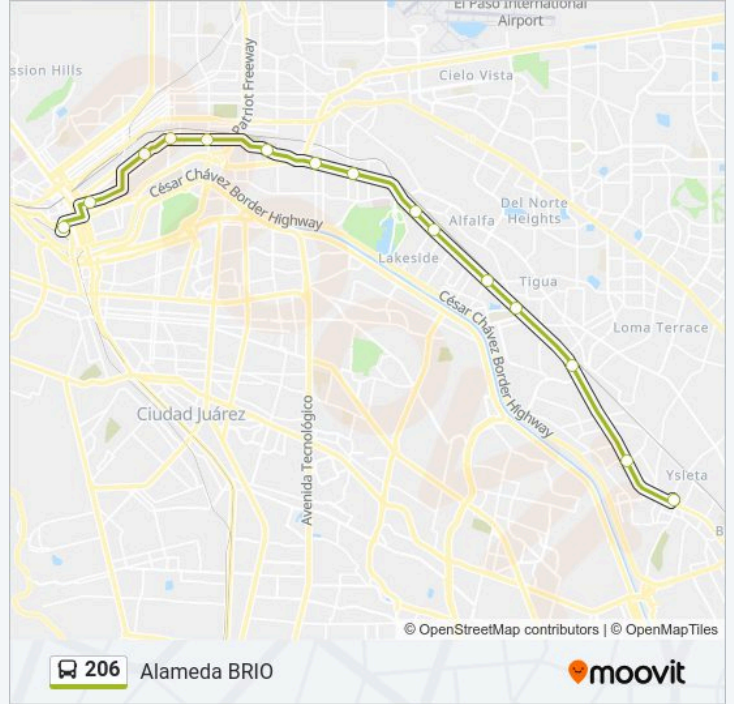 El Paso International
Airport
ssion Hills
Patriot Freeway
Cielo Vista
César Chávez Border Highway
Del Norte
Heights
Alfalfa
Lakeside
Tigua
César Chávez Border Highway
Loma Terrace
Ciudad Juárez
Avenida Tecnológico
Ysleta
B
© OpenStreetMap contributors | © OpenMapTiles
206 Alameda BRIO
moovit